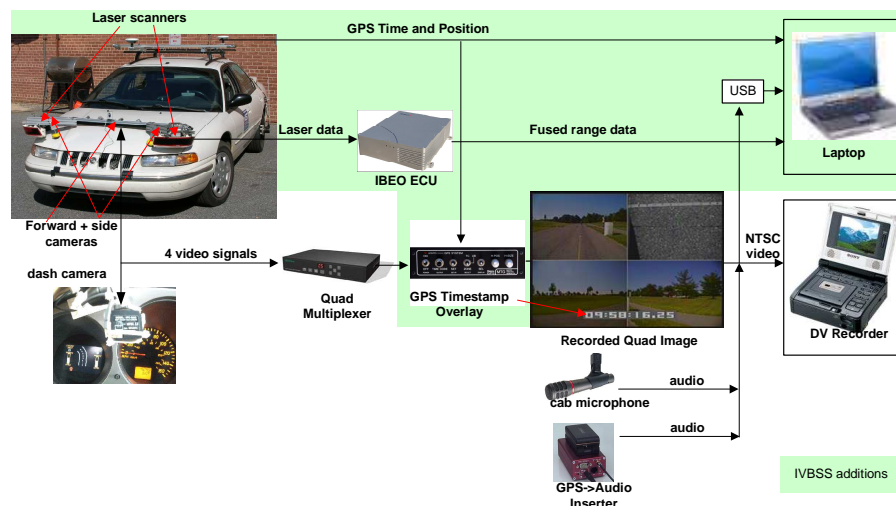 Laser scanners
GPS Time and Position
USB
Laser data
Fused range data
IBEO ECU
Laptop
Forward + side
cameras
4 video signals
NTSC
video
dash camera
Quad
Multiplexer
GPS Timestamp
Overlay
09:58:16.25
Recorded Quad Image
DV Recorder
audio
cab microphone
audio
GPS->Audio
Inserter
IVBSS additions